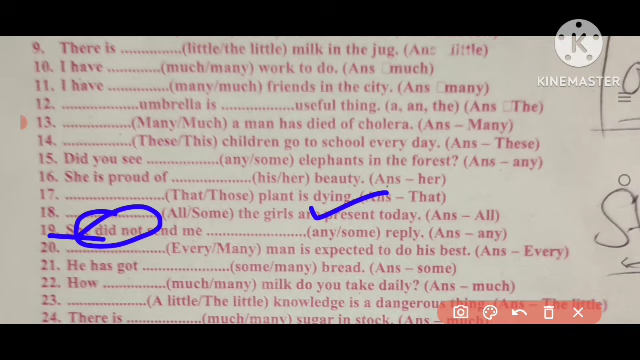 9. There is ..............(little/the little) milk in the jug. (Ans little)
10. I have ............(much/many) work to do. (Ans □much)
KINEMASTER
11. I have ...............(many/much) friends in the city. (Ans □many)
12. ..................umbrella is ..................useful thing. (a, an, the) (Ans □The)
13. ................(Many/Much) a man has died of cholera. (Ans – Many)
14. ................(These/This) children go to school every day. (Ans – These)
15. Did you see ................(any/some) elephants in the forest? (Ans – any)
16. She is proud of ................(his/her) beauty. (Ans – her)
17. ........................(That/Those) plant is dying. (Ans – That)
18. ........................(All/Some) the girls are present today. (Ans – All)
19. She did not send me ........................(any/some) reply. (Ans – any)
20. ........................(Every/Many) man is expected to do his best. (Ans – Every)
21. He has got .....................(some/many) bread. (Ans – some)
22. How ................(much/many) milk do you take daily? (Ans – much)
23. ....................(A little/The little) knowledge is a dangerous thing. (Ans – The little)
24. There is ................(much/many) sugar in stock. (Ans – much)